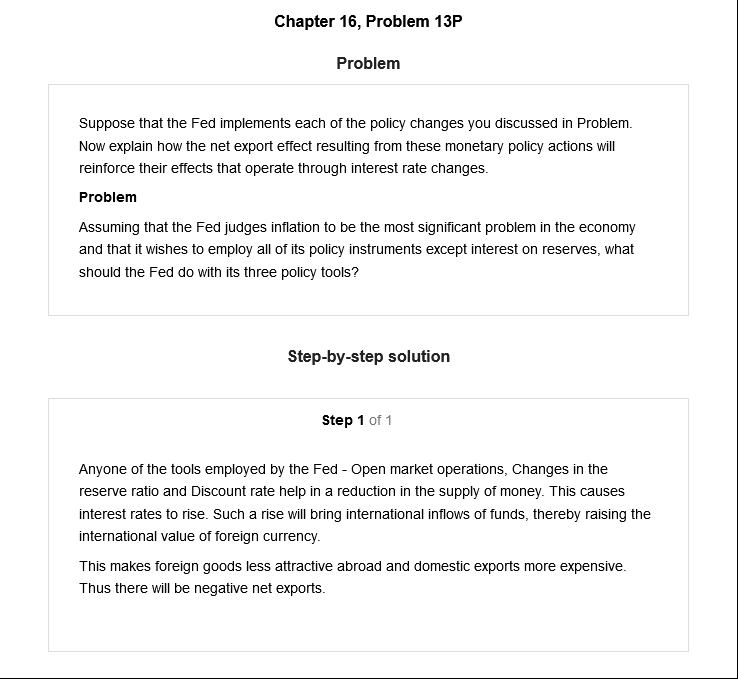 Chapter 16, Problem 13P
Problem
Suppose that the Fed implements each of the policy changes you discussed in Problem.
Now explain how the net export effect resulting from these monetary policy actions will
reinforce their effects that operate through interest rate changes.
Problem
Assuming that the Fed judges inflation to be the most significant problem in the economy
and that it wishes to employ all of its policy instruments except interest on reserves, what
should the Fed do with its three policy tools?
Step-by-step solution
Step 1 of 1
Anyone of the tools employed by the Fed - Open market operations, Changes in the
reserve ratio and Discount rate help in a reduction in the supply of money. This causes
interest rates to rise. Such a rise will bring international inflows of funds, thereby raising the
international value of foreign currency.
This makes foreign goods less attractive abroad and domestic exports more expensive.
Thus there will be negative net exports.